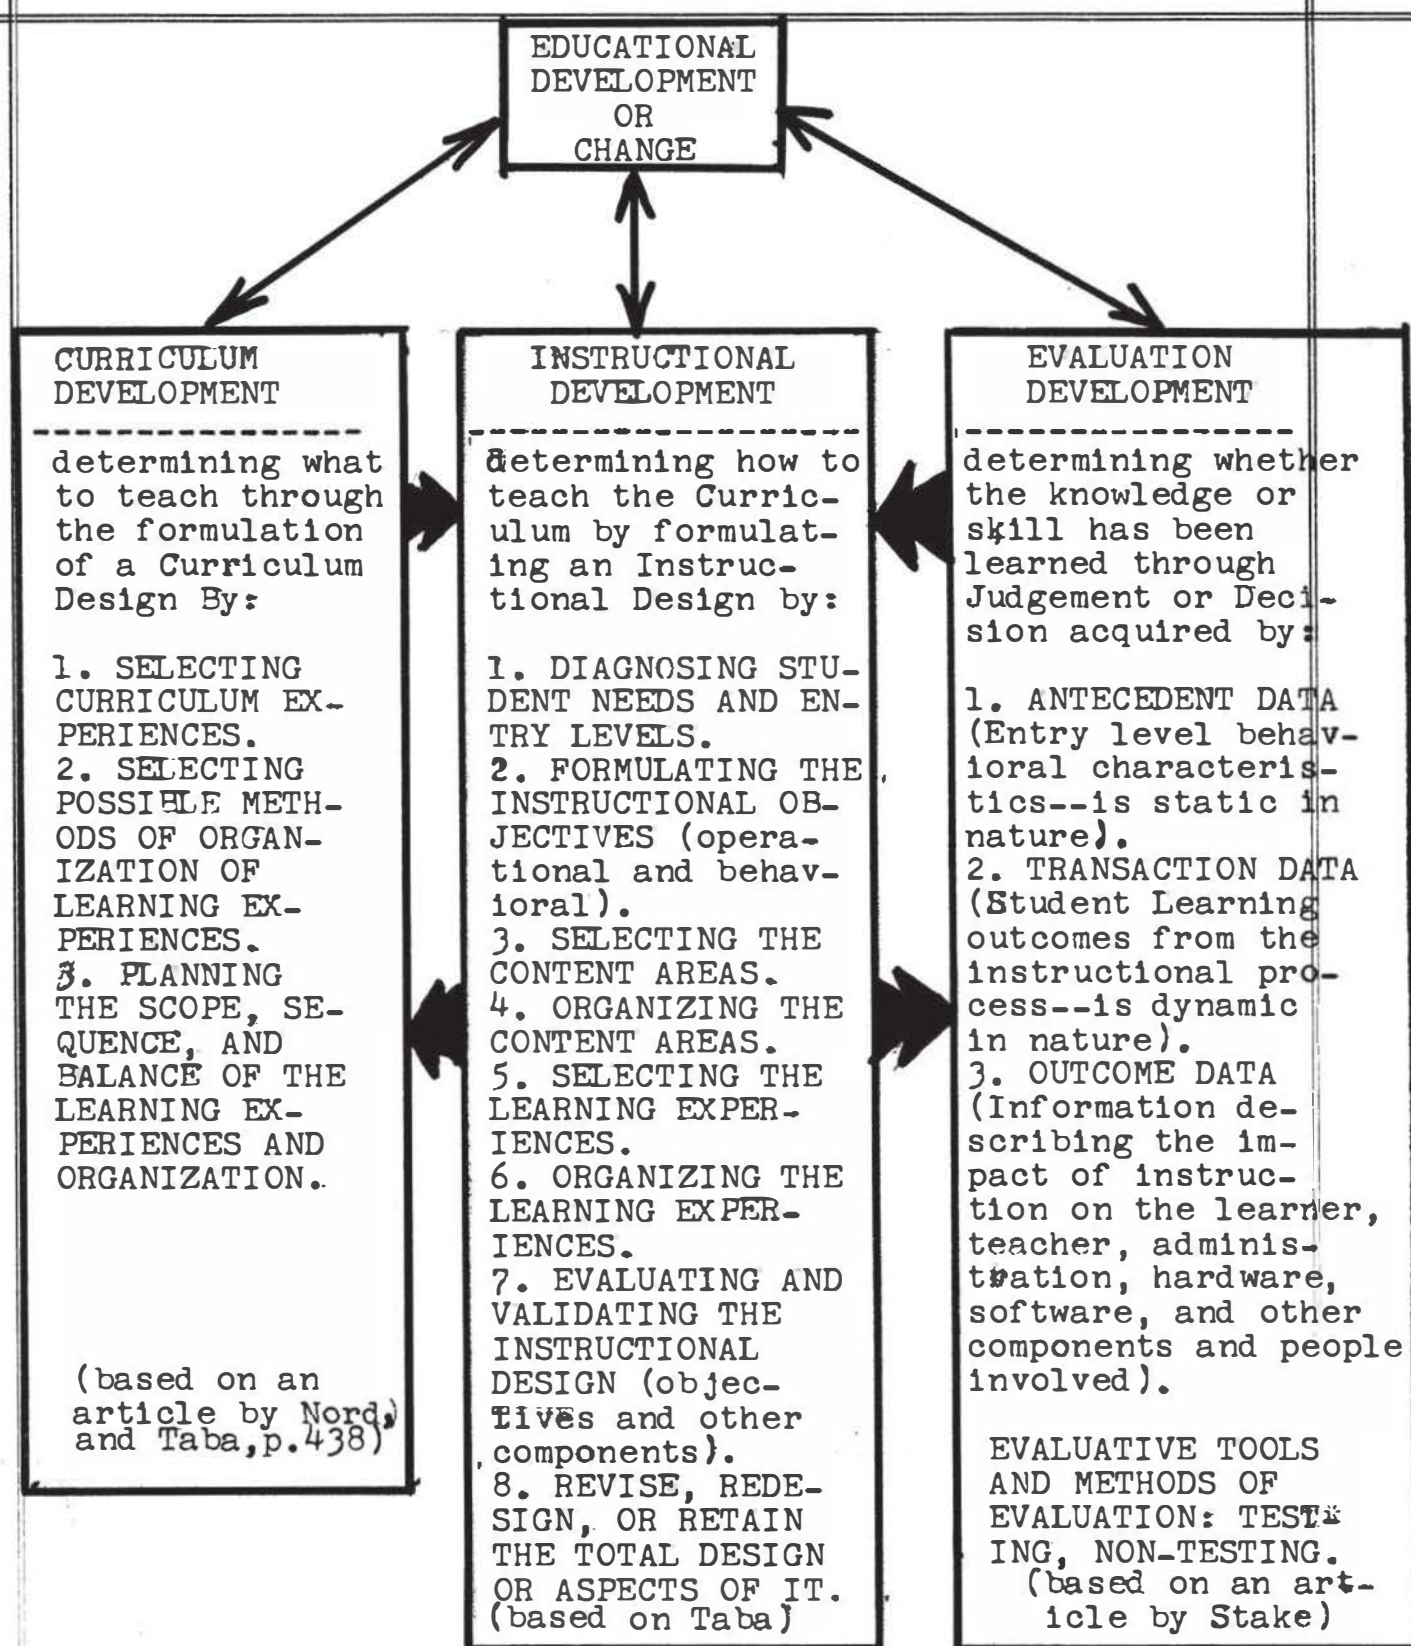 EDUCATIONAL
DEVELOPMENT
OR
CHANGE
CURRICULUM
DEVELOPMENT
-----------------
determining what
to teach through
the formulation
of a Curriculum
Design By:
1. SELECTING
CURRICULUM EX-
PERIENCES.
2. SELECTING
POSSIBLE METH-
ODS OF ORGAN-
IZATION OF
LEARNING EX-
PERIENCES.
3. PLANNING
THE SCOPE, SE-
QUENCE, AND
BALANCE OF THE
LEARNING EX-
PERIENCES AND
ORGANIZATION.
(based on an
article by Nord,
and Taba,p.438)
INSTRUCTIONAL
DEVELOPMENT
--------------------
determining how to
teach the Curric-
ulum by formulat-
ing an Instruc-
tional Design by:
1. DIAGNOSING STU-
DENT NEEDS AND EN-
TRY LEVELS.
2. FORMULATING THE
INSTRUCTIONAL OB-
JECTIVES (opera-
tional and behav-
ioral).
3. SELECTING THE
CONTENT AREAS.
4. ORGANIZING THE
CONTENT AREAS.
5. SELECTING THE
LEARNING EXPER-
IENCES.
6. ORGANIZING THE
LEARNING EXPER-
IENCES.
7. EVALUATING AND
VALIDATING THE
INSTRUCTIONAL
DESIGN (objec-
tives and other
components).
8. REVISE, REDE-
SIGN, OR RETAIN
THE TOTAL DESIGN
OR ASPECTS OF IT.
(based on Taba)
EVALUATION
DEVELOPMENT
-----------------
determining whether
the knowledge or
skill has been
learned through
Judgement or Deci-
sion acquired by:
1. ANTECEDENT DATA
(Entry level behav-
ioral characteris-
tics--is static in
nature).
2. TRANSACTION DATA
(Student Learning
outcomes from the
instructional pro-
cess--is dynamic
in nature).
3. OUTCOME DATA
(Information de-
scribing the im-
pact of instruc-
tion on the learner,
teacher, adminis-
tration, hardware,
software, and other
components and people
involved).
EVALUATIVE TOOLS
AND METHODS OF
EVALUATION: TEST-
ING, NON-TESTING.
(based on an art-
icle by Stake)